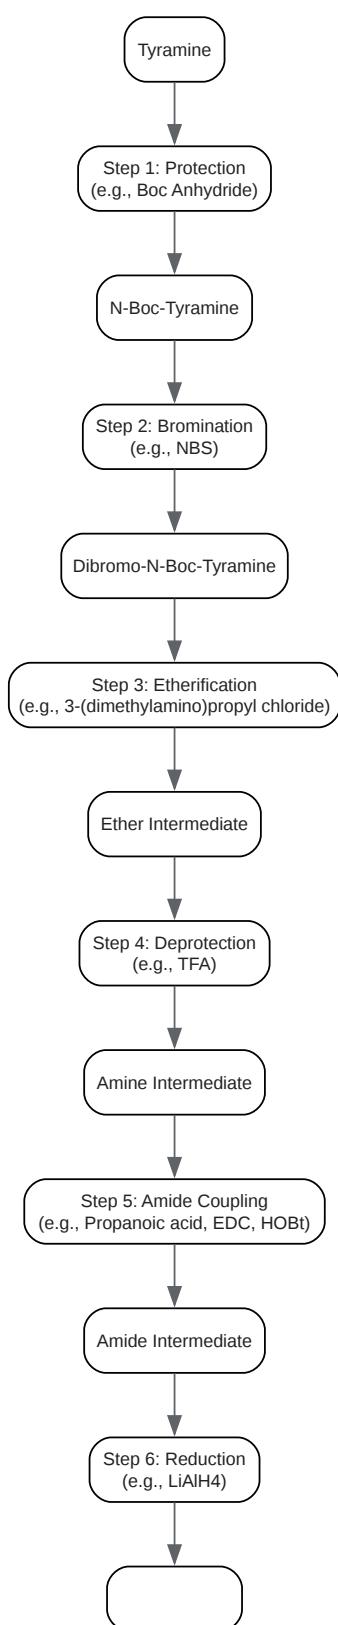 Tyramine
Step 1: Protection
(e.g., Boc Anhydride)
N-Boc-Tyramine
Step 2: Bromination
(e.g., NBS)
Dibromo-N-Boc-Tyramine
Step 3: Etherification
(e.g., 3-(dimethylamino)propyl chloride)
Ether Intermediate
Step 4: Deprotection
(e.g., TFA)
Amine Intermediate
Step 5: Amide Coupling
(e.g., Propanoic acid, EDC, HOBt)
Amide Intermediate
Step 6: Reduction
(e.g., LiAlH4)